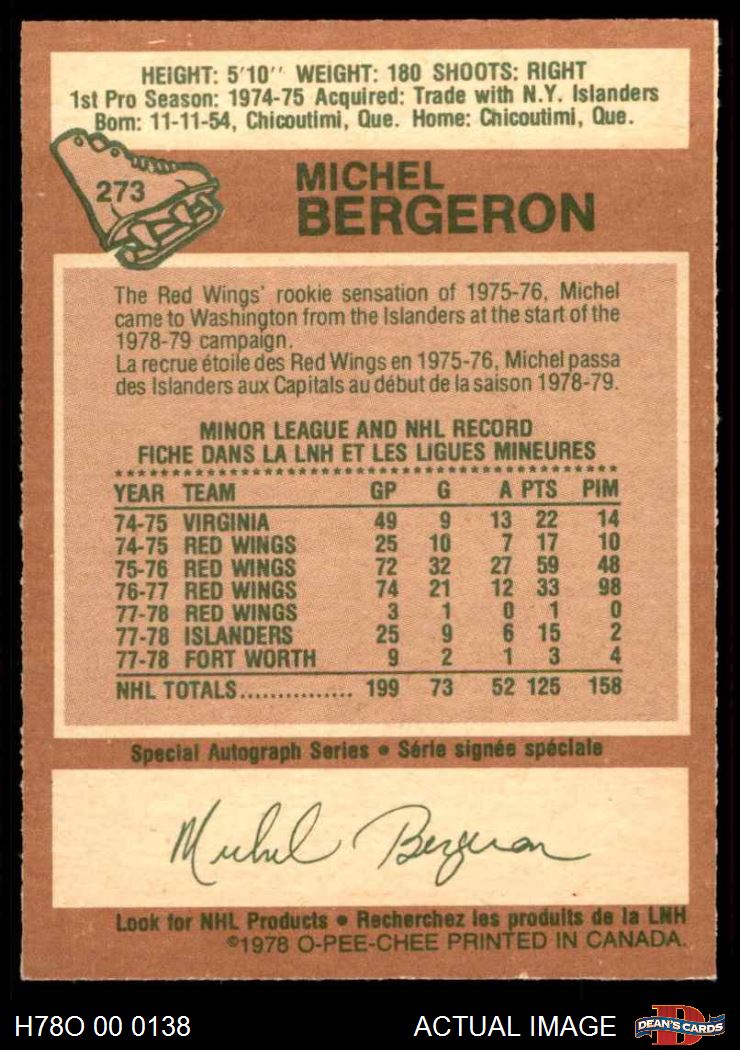 HEIGHT: 5'10'' WEIGHT: 180 SHOOTS: RIGHT
1st Pro Season: 1974-75 Acquired: Trade with N.Y. Islanders
Born: 11-11-54, Chicoutimi, Que. Home: Chicoutimi, Que.
273
MICHEL
BERGERON
The Red Wings' rookie sensation of 1975-76, Michel
came to Washington from the Islanders at the start of the
1978-79 campaign.
La recrue étoile des Red Wings en 1975-76, Michel passa
des Islanders aux Capitals au début de la saison 1978-79.
MINOR LEAGUE AND NHL RECORD
FICHE DANS LA LNH ET LES LIGUES MINEURES
YEAR TEAM GP G A PTS PIM
74-75 VIRGINIA 49 9 13 22 14
74-75 RED WINGS 25 10 7 17 10
75-76 RED WINGS 72 32 27 59 48
76-77 RED WINGS 74 21 12 33 98
77-78 RED WINGS 3 1 0 1 0
77-78 ISLANDERS 25 9 6 15 2
77-78 FORT WORTH 9 2 1 3 4
NHL TOTALS............... 199 73 52 125 158
Special Autograph Series • Série signée spéciale
Michel Bergeron
Look for NHL Products • Recherchez les produits de la LNH
©1978 O-PEE-CHEE PRINTED IN CANADA.
H78O 00 0138 ACTUAL IMAGE D DEAN'S CARDS